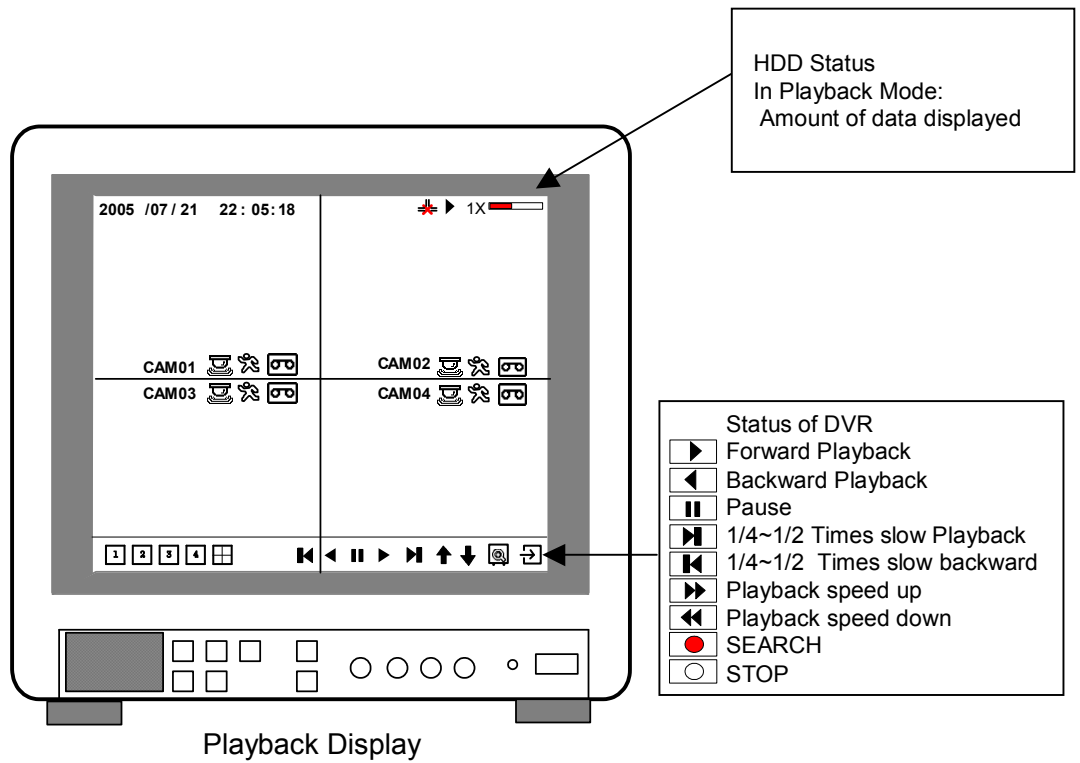 HDD Status
In Playback Mode:
Amount of data displayed
2005 /07 / 21 22 : 05 : 18
1X
CAM01
CAM02
CAM03
CAM04
1 2 3 4
Status of DVR
Forward Playback
Backward Playback
Pause
1/4~1/2 Times slow Playback
1/4~1/2 Times slow backward
Playback speed up
Playback speed down
SEARCH
STOP
Playback Display